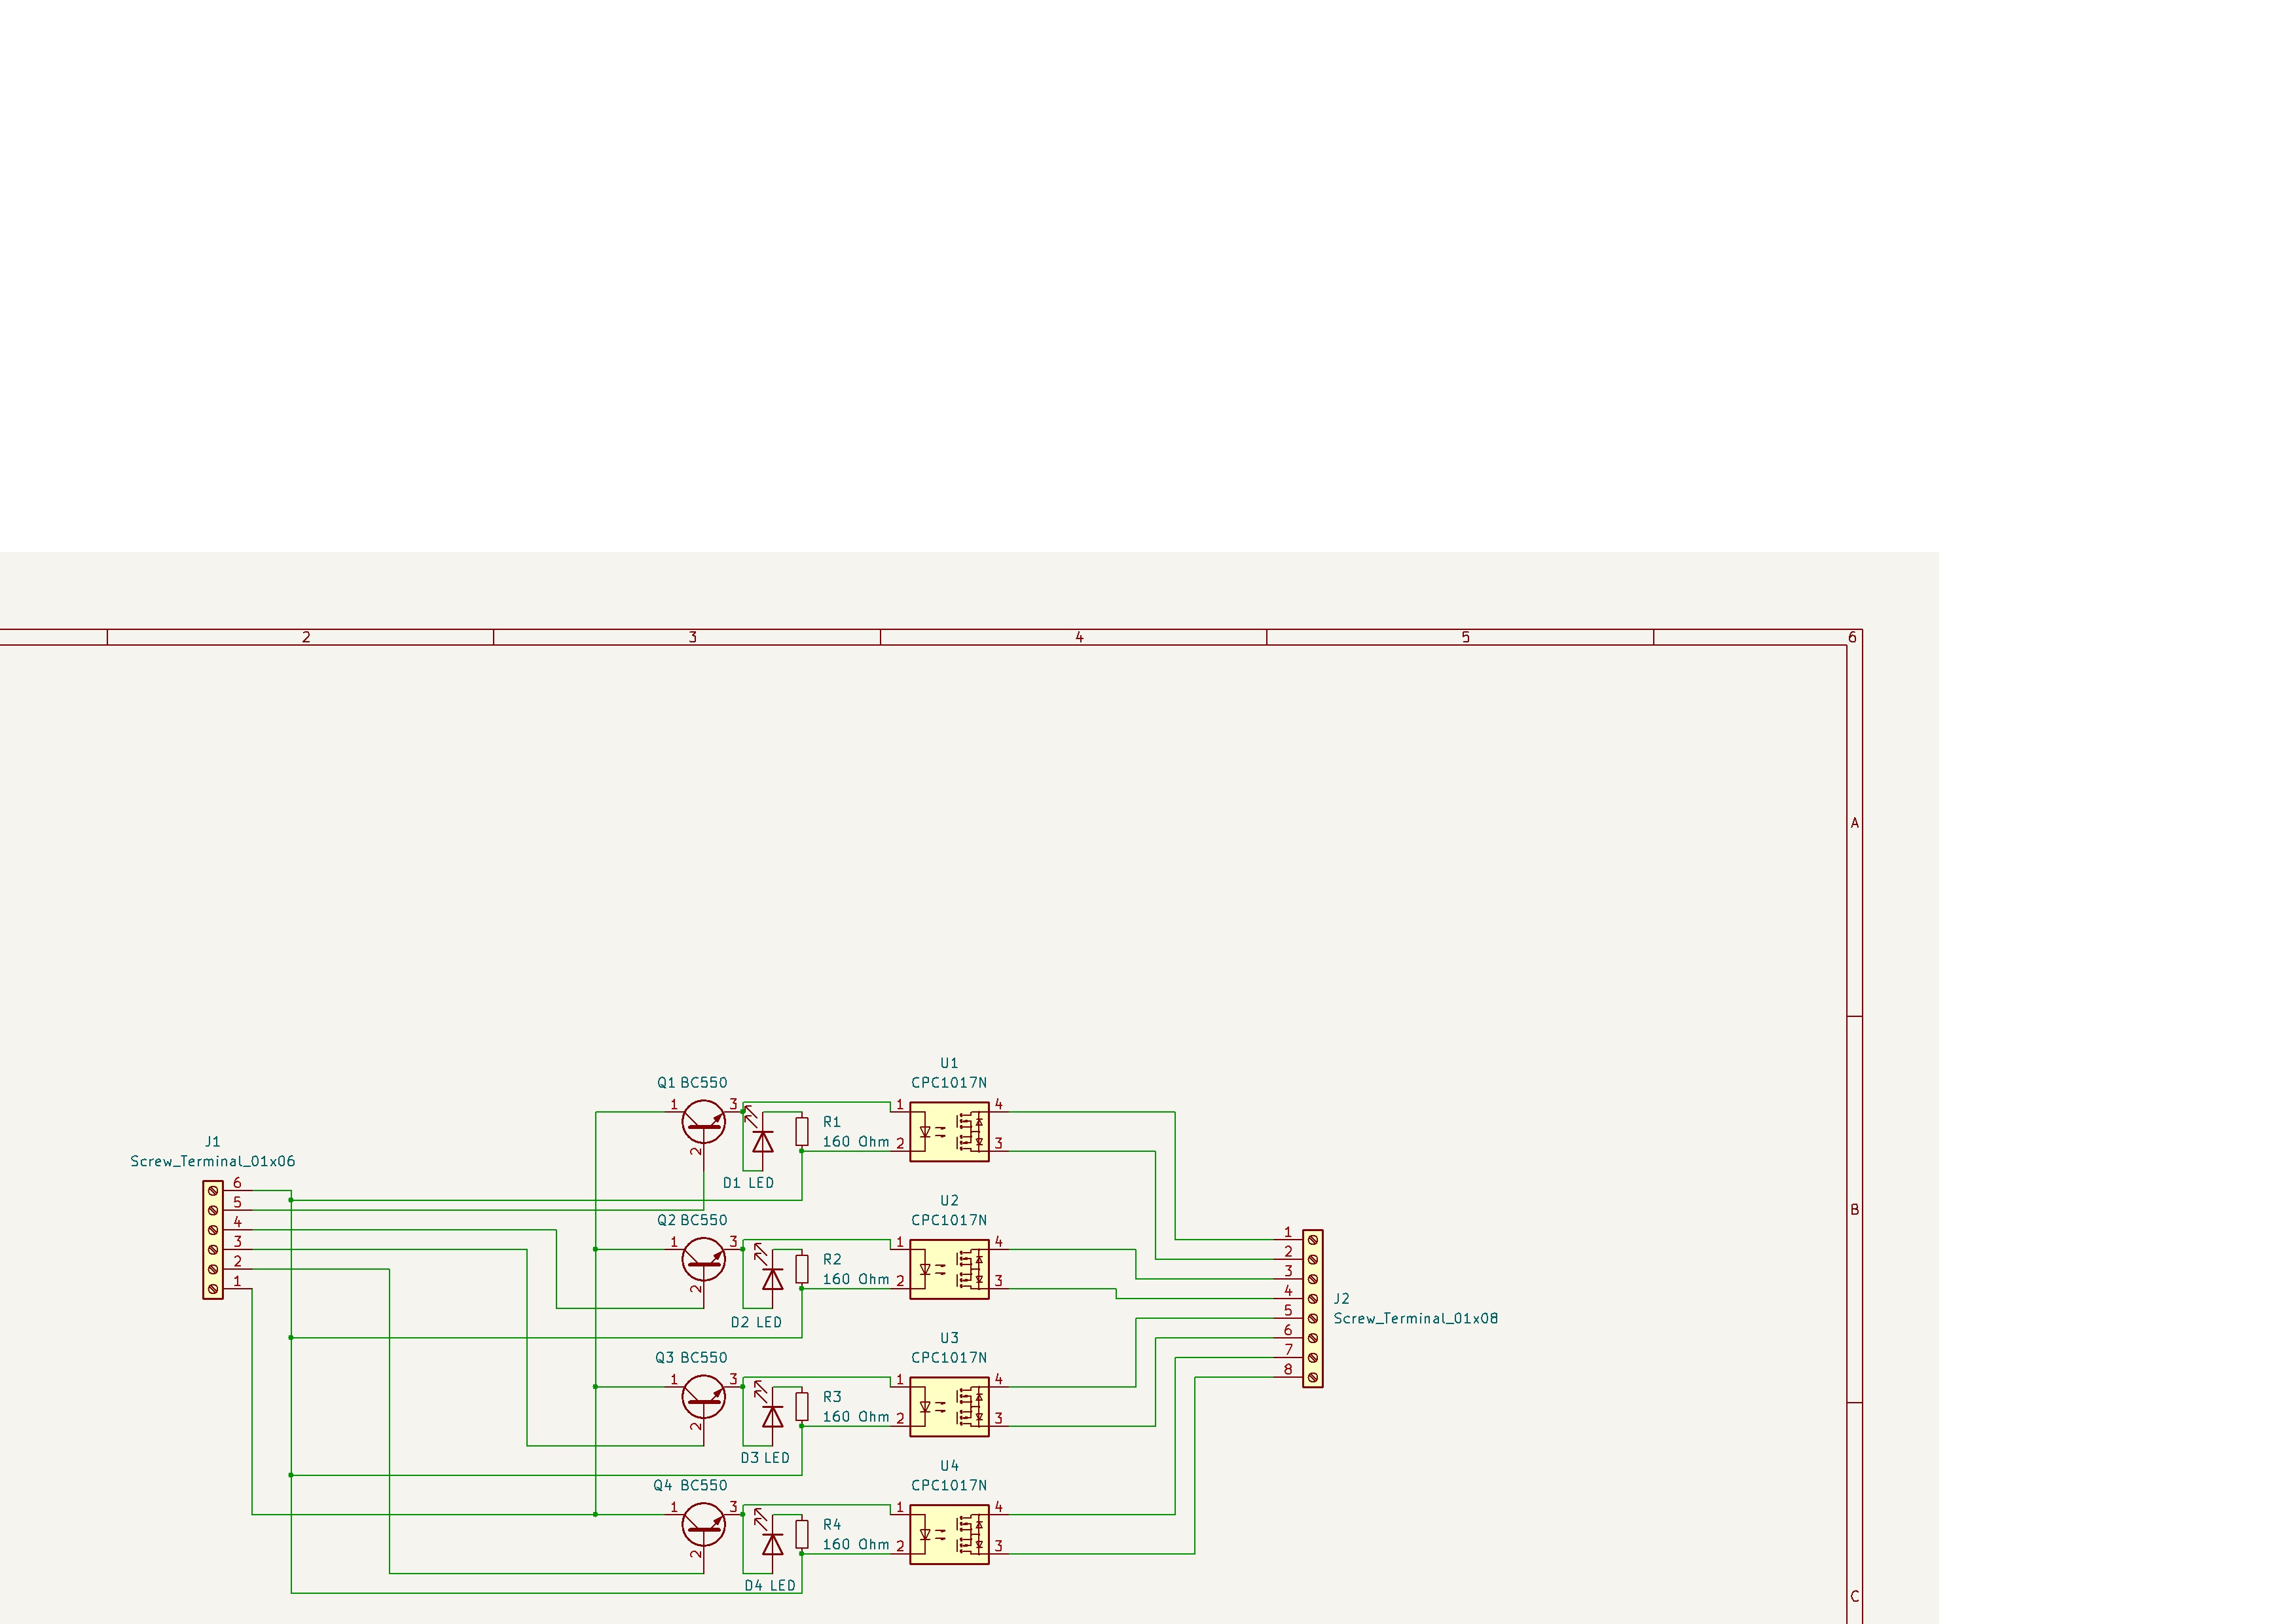 2 3 4 5 6
A
B
C
J1
Screw_Terminal_01x06
6
5
4
3
2
1
Q1 BC550
1 3
2
D1 LED
R1
160 Ohm
U1
CPC1017N
1 4
2 3
Q2 BC550
1 3
2
D2 LED
R2
160 Ohm
U2
CPC1017N
1 4
2 3
Q3 BC550
1 3
2
D3 LED
R3
160 Ohm
U3
CPC1017N
1 4
2 3
Q4 BC550
1 3
2
D4 LED
R4
160 Ohm
U4
CPC1017N
1 4
2 3
1
2
3
4
5
6
7
8
J2
Screw_Terminal_01x08